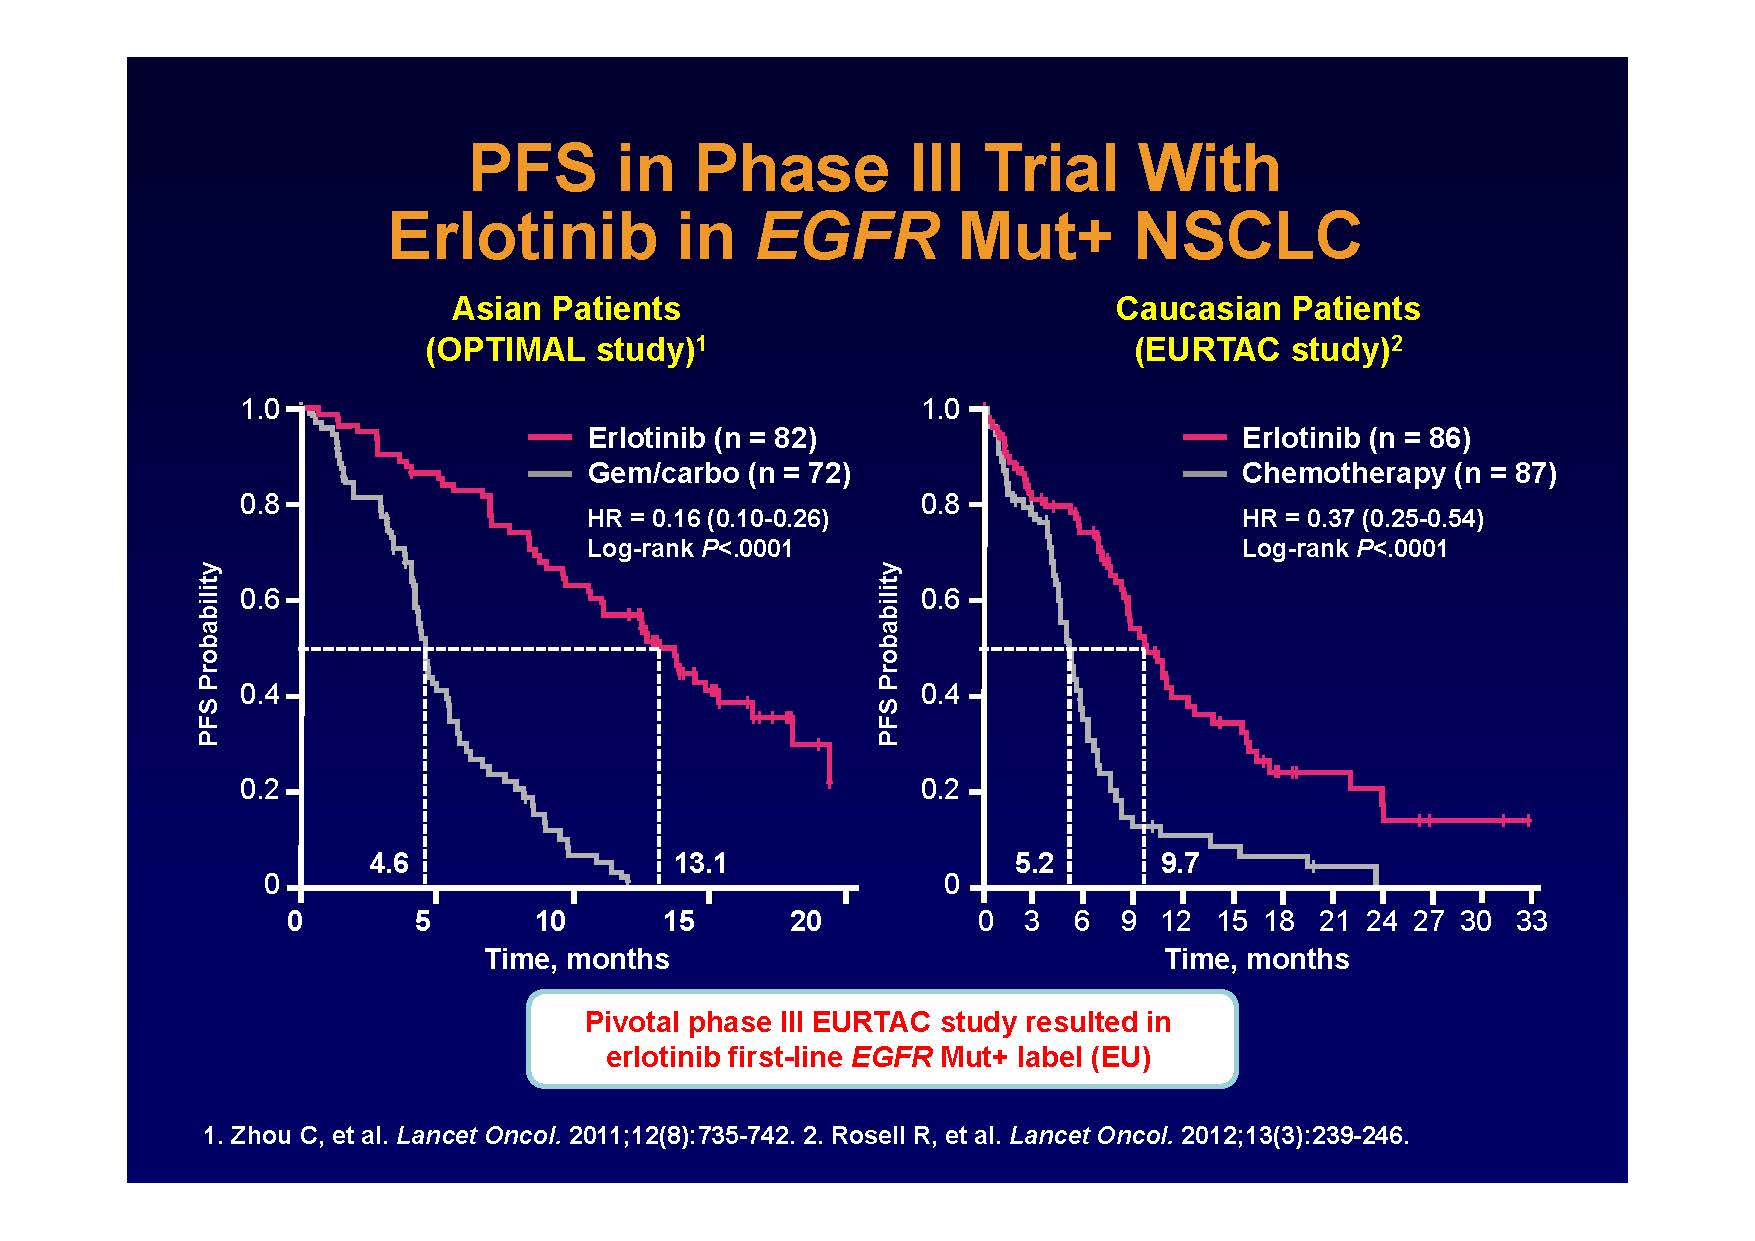 PFS in Phase III Trial With
Erlotinib in EGFR Mut+ NSCLC
Asian Patients
(OPTIMAL study)1
1.0
0.8
0.6
0.4
0.2
0
PFS Probability
Erlotinib (n = 82)
Gem/carbo (n = 72)
HR = 0.16 (0.10-0.26)
Log-rank P<.0001
4.6
13.1
0 5 10 15 20
Time, months
Caucasian Patients
(EURTAC study)2
1.0
0.8
0.6
0.4
0.2
0
PFS Probability
Erlotinib (n = 86)
Chemotherapy (n = 87)
HR = 0.37 (0.25-0.54)
Log-rank P<.0001
5.2
9.7
0 3 6 9 12 15 18 21 24 27 30 33
Time, months
Pivotal phase III EURTAC study resulted in
erlotinib first-line EGFR Mut+ label (EU)
1. Zhou C, et al. Lancet Oncol. 2011;12(8):735-742. 2. Rosell R, et al. Lancet Oncol. 2012;13(3):239-246.